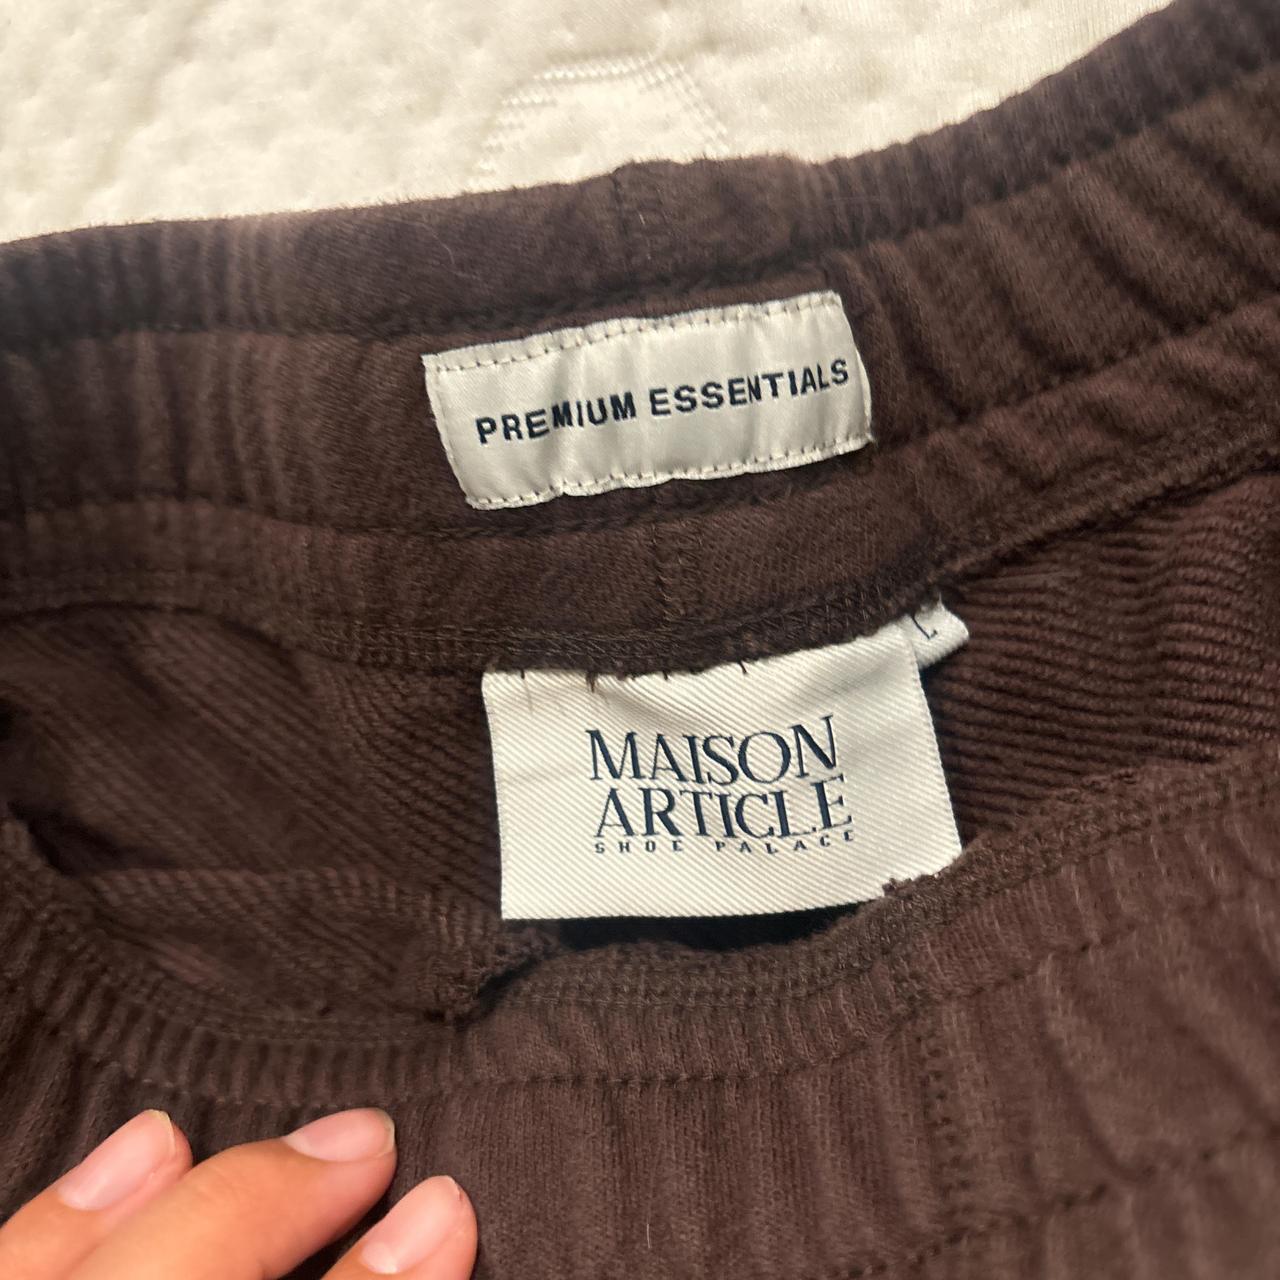 PREMIUM ESSENTIALS
L
MAISON
ARTICLE
SHOE PALACE